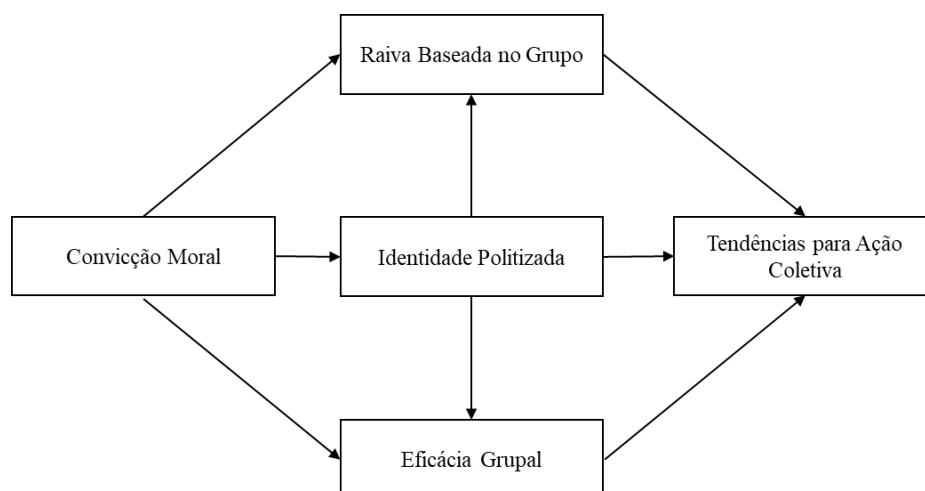 Raiva Baseada no Grupo
Convicção Moral
Identidade Politizada
Tendências para Ação
Coletiva
Eficácia Grupal